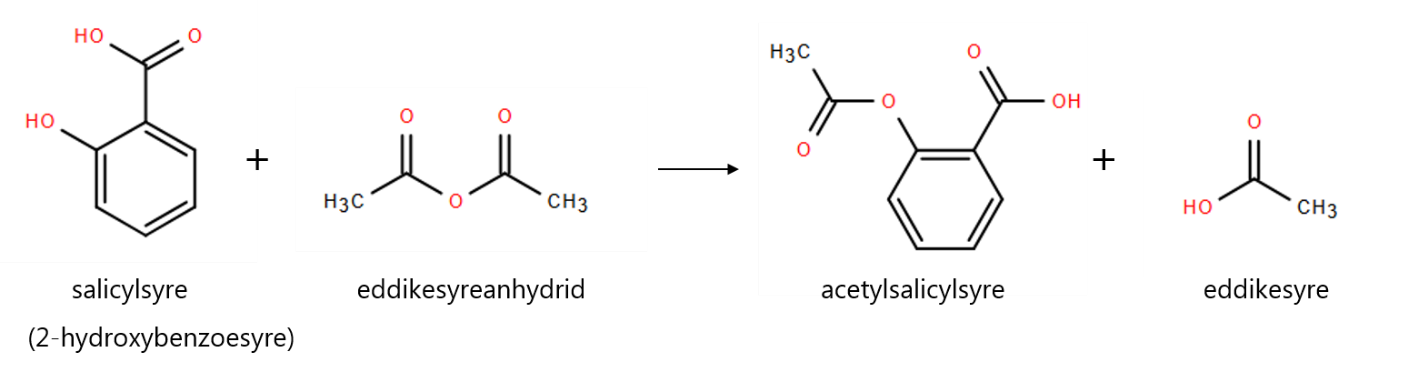 HO O
HO
+
O O
H3C O CH3
H3C O
O OH
O
+
O
HO CH3
salicylsyre
(2-hydroxybenzoesyre)
eddikesyreanhydrid
acetylsalicylsyre
eddikesyre